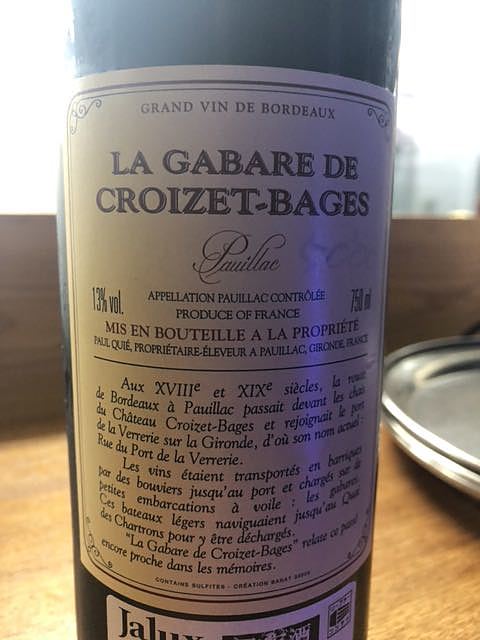 GRAND VIN DE BORDEAUX
LA GABARE DE
CROIZET-BAGES
Pauillac
13% vol.
APPELLATION PAUILLAC CONTRÔLÉE
750 ml
PRODUCE OF FRANCE
MIS EN BOUTEILLE A LA PROPRIÉTÉ
PAUL QUIÉ, PROPRIÉTAIRE-ÉLEVEUR A PAUILLAC, GIRONDE, FRANCE
Aux XVIIIe et XIXe siècles, la route
de Bordeaux à Pauillac passait devant les chais
du Château Croizet-Bages et rejoignait le port
de la Verrerie sur la Gironde, d'où son nom actuel :
Rue du Port de la Verrerie.
Les vins étaient transportés en barriques
par des bouviers jusqu'au port et chargés sur de
petites embarcations à voile : les gabares.
Ces bateaux légers naviguaient jusqu'au Quai
des Chartrons pour y être déchargés.
"La Gabare de Croizet-Bages" relate ce passé
encore proche dans les mémoires.
CONTAINS SULFITES - CRÉATION BARAT
Jalux